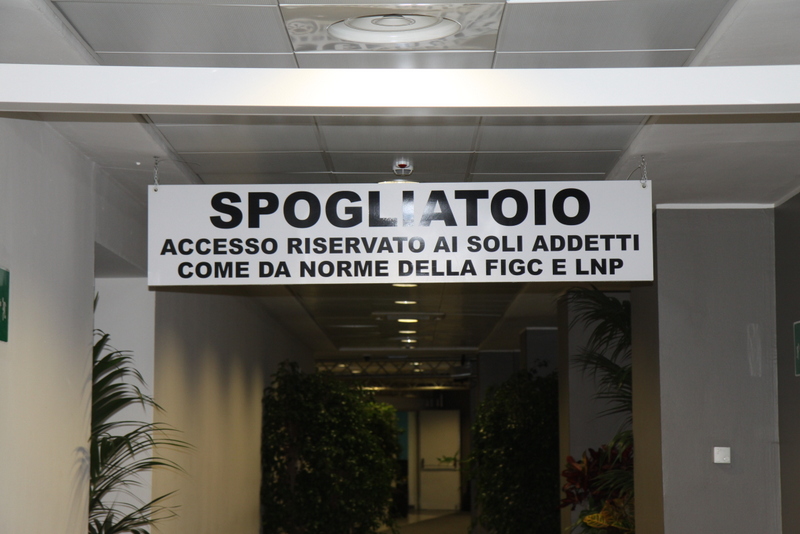 SPOGLIATOIO
ACCESSO RISERVATO AI SOLI ADDETTI
COME DA NORME DELLA FIGC E LNP